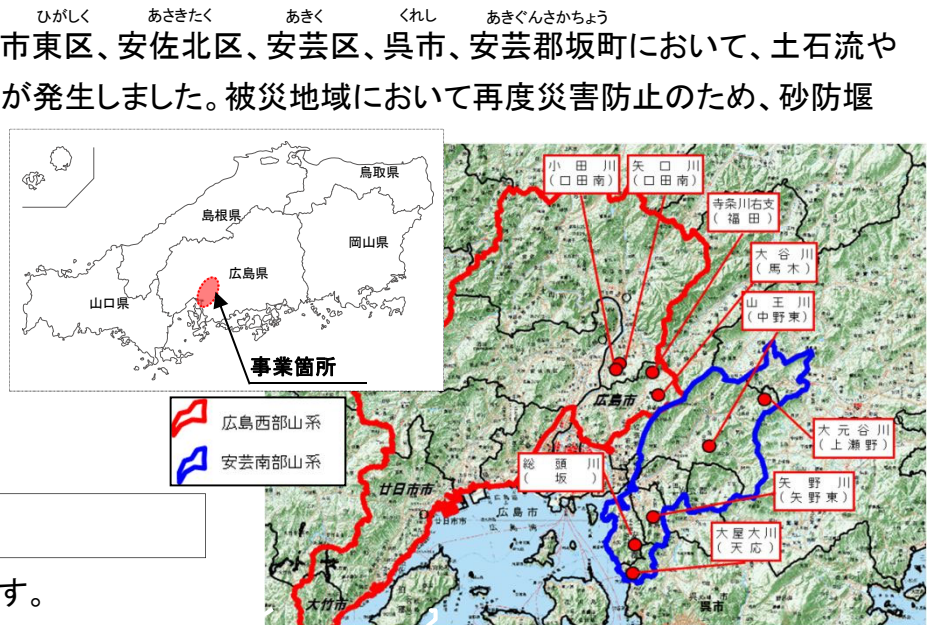 ひがしく あさきたく あきく くれし あきぐんさかちょう
市東区、安佐北区、安芸区、呉市、安芸郡坂町において、土石流や
が発生しました。被災地域において再度災害防止のため、砂防堰
鳥取県
島根県
岡山県
広島県
山口県
事業箇所
広島西部山系
安芸南部山系
小田川
(口田南)
矢口川
(口田南)
寺条川右支
(福田)
大谷川
(馬木)
山王川
(中野東)
広島市
大元谷川
(上瀬野)
総頭川
(坂)
矢野川
(矢野東)
大屋大川
(天応)
廿日市市
廿日市市
広島市
大竹市
呉市
す。